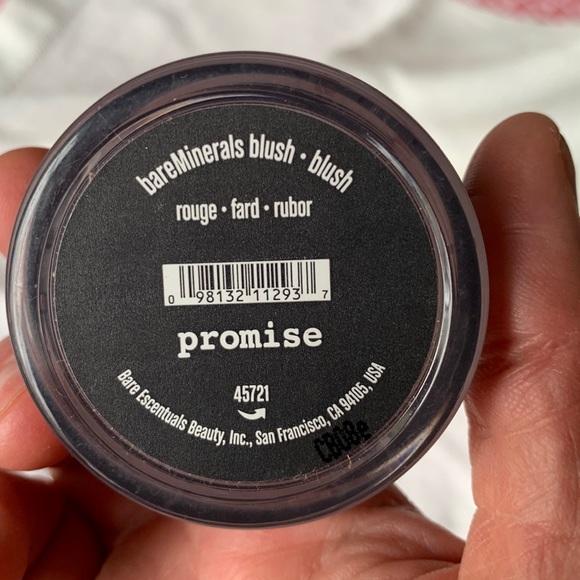 bareMinerals blush • blush
rouge • fard • rubor
0 98132 11293 7
promise
45721
Bare Escentuals Beauty, Inc., San Francisco, CA 94105, USA